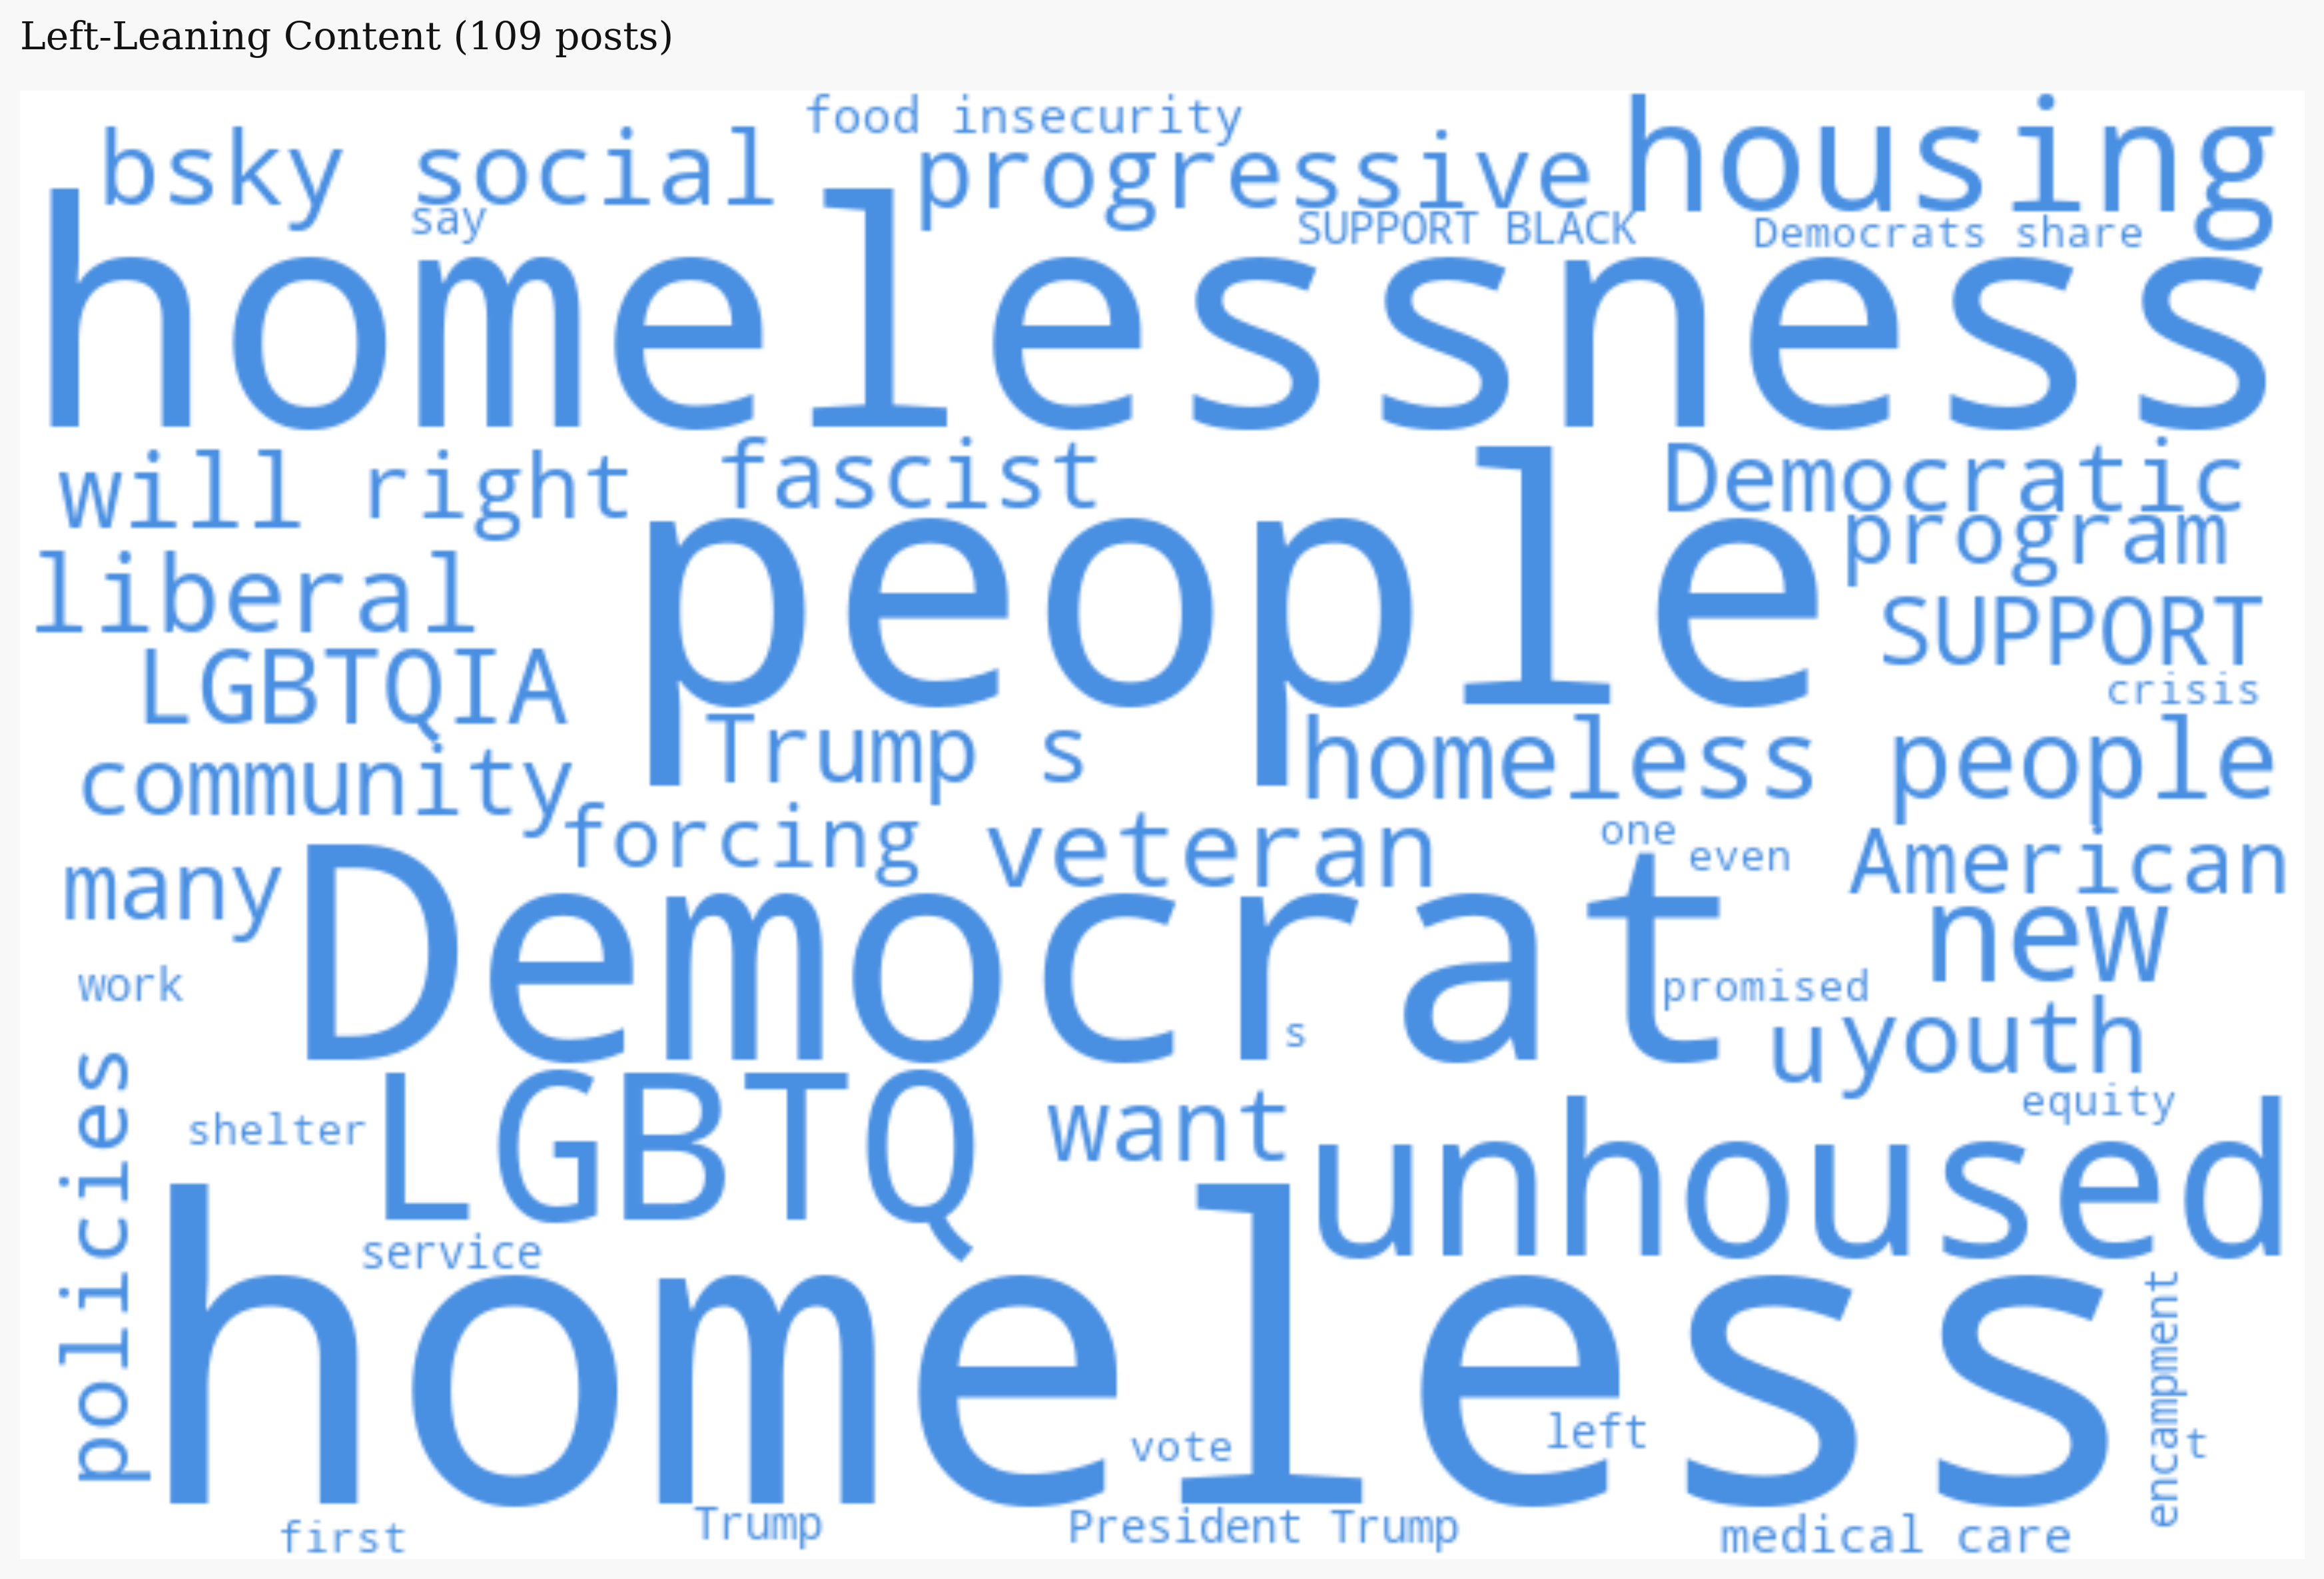 Left-Leaning Content (109 posts)
food insecurity
bsky social
progressive
housing
say
SUPPORT BLACK
Democrats share
homelessness
will
right
fascist
Democratic
people
program
liberal
SUPPORT
LGBTQIA
crisis
Trump s
homeless people
community
forcing
veteran
one
even
American
many
Democrat
new
work
promised
s
u
youth
policies
LGBTQ
want
equity
shelter
unhoused
service
homeless
encampment
vote
left
t
first
Trump
President Trump
medical care